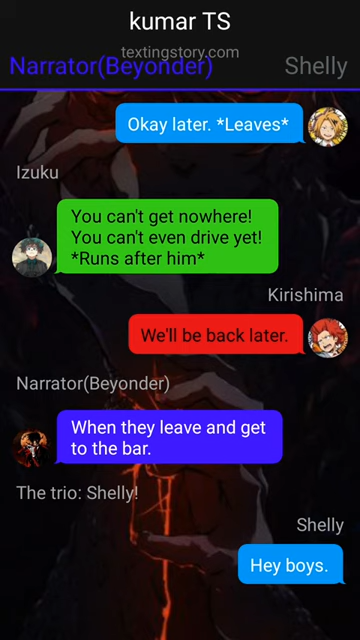 kumar TS
textingstory.com
Narrator(Beyonder)
Shelly
Okay later. *Leaves*
Izuku
You can't get nowhere!
You can't even drive yet!
*Runs after him*
Kirishima
We'll be back later.
Narrator(Beyonder)
When they leave and get
to the bar.
The trio: Shelly!
Shelly
Hey boys.